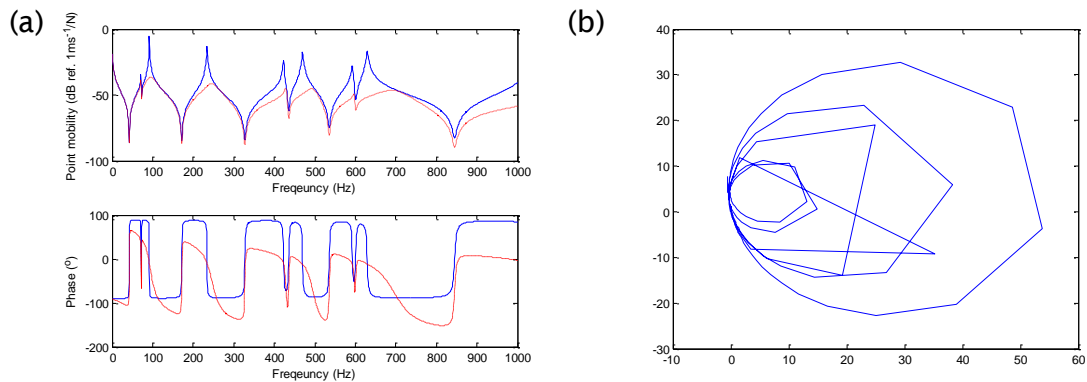 (a)
Point mobility (dB ref. 1ms⁻¹/N)
0
-50
-100
0 100 200 300 400 500 600 700 800 900 1000
Freqeuncy (Hz)
Phase (°)
100
0
-100
-200
0 100 200 300 400 500 600 700 800 900 1000
Freqeuncy (Hz)
(b)
40
30
20
10
0
-10
-20
-30
-10 0 10 20 30 40 50 60